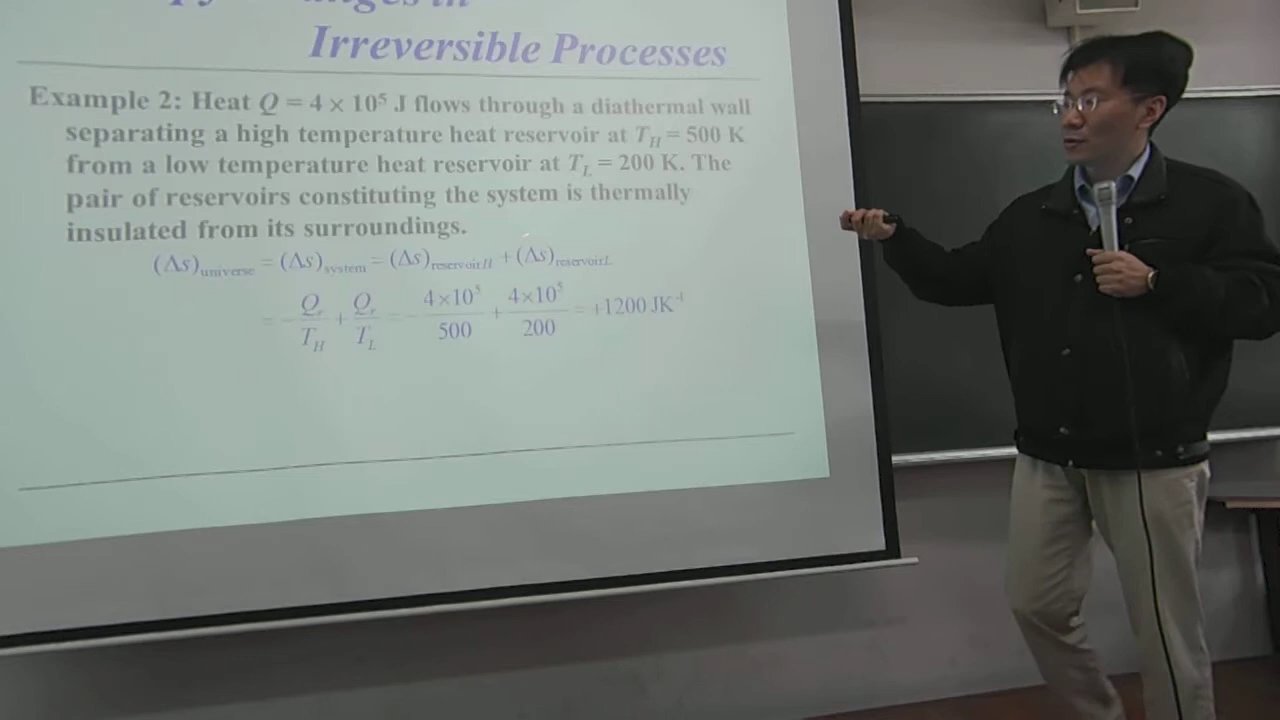 Irreversible Processes
Example 2: Heat Q = 4 × 10⁵ J flows through a diathermal wall
separating a high temperature heat reservoir at T_H = 500 K
from a low temperature heat reservoir at T_L = 200 K. The
pair of reservoirs constituting the system is thermally
insulated from its surroundings.
(Δs)universe = (Δs)system = (Δs)reservoirH + (Δs)reservoirL
= -Q_r/T_H + Q_r/T_L = -4×10⁵/500 + 4×10⁵/200 = +1200 JK⁻¹